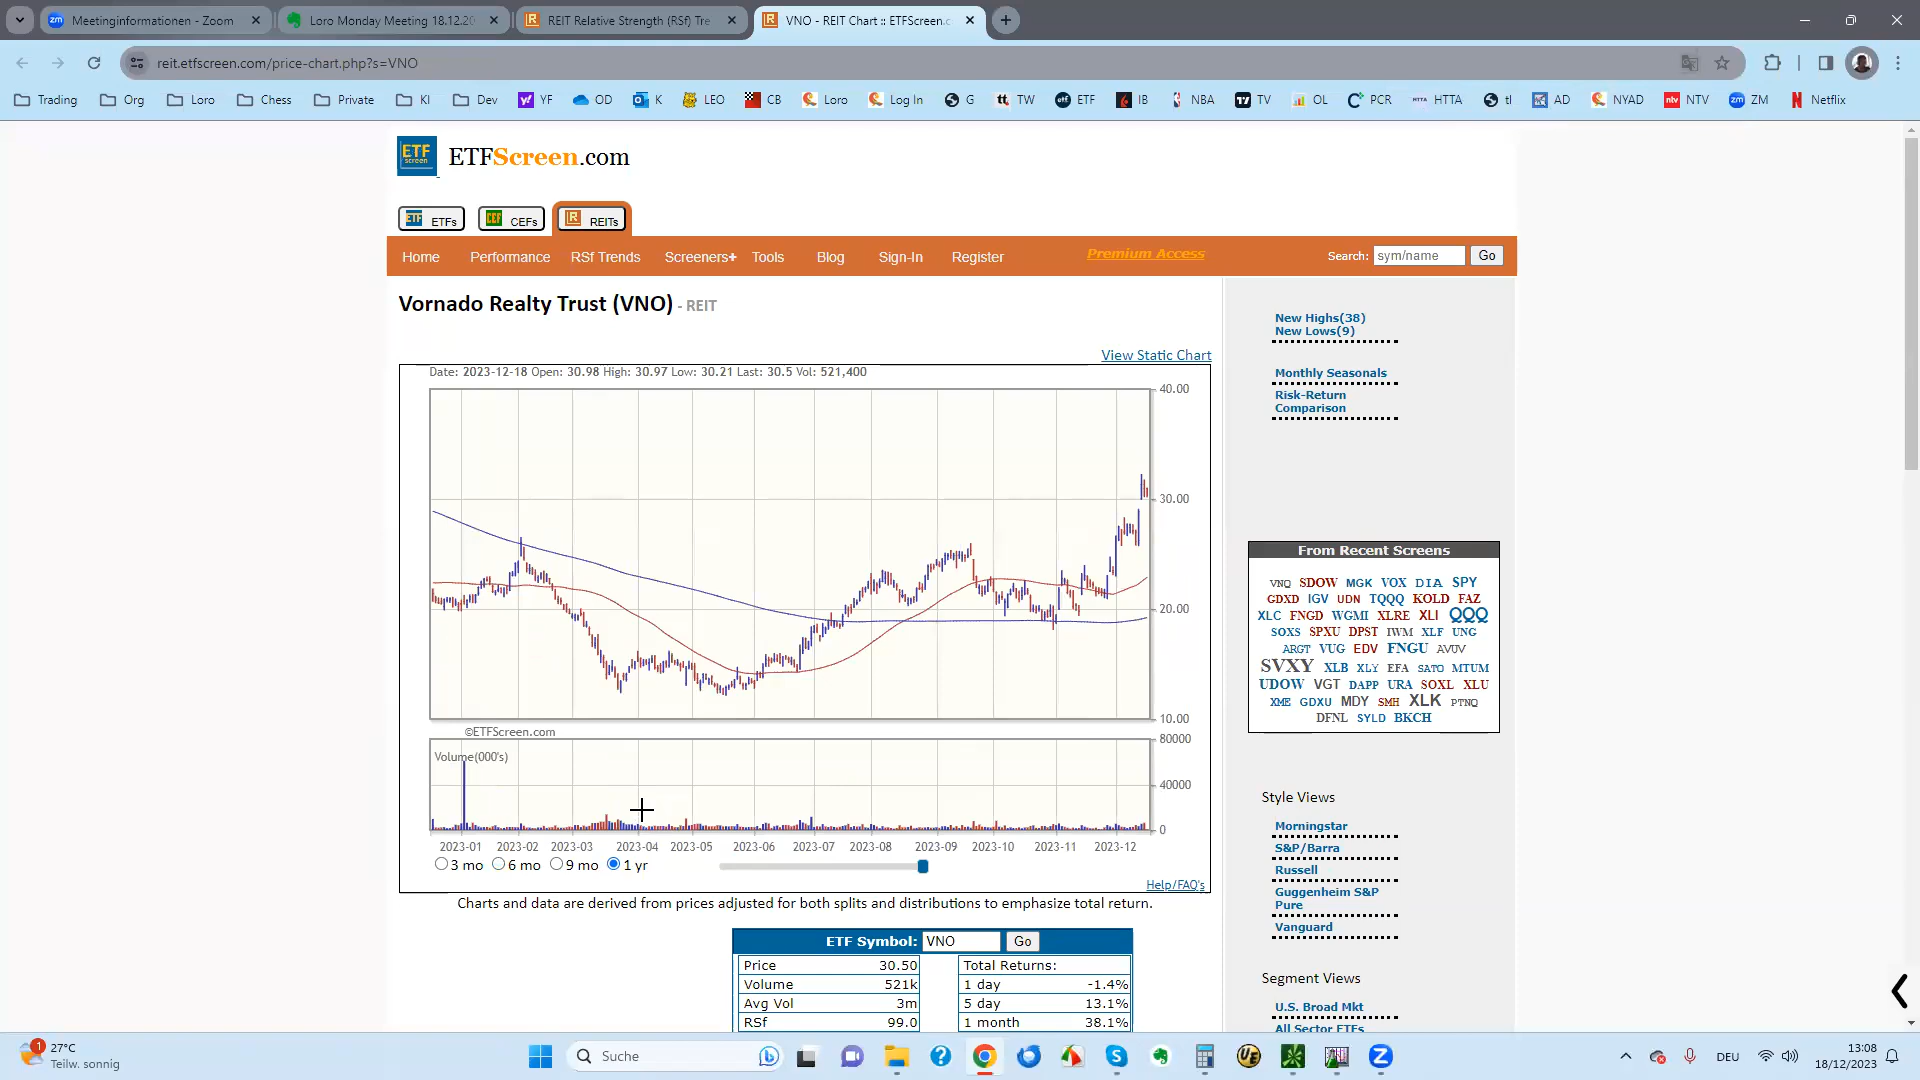 Meetinginformationen - Zoom
Loro Monday Meeting 18.12.20
REIT Relative Strength (RSf) Tre
VNO - REIT Chart :: ETFScreen.c
reit.etfscreen.com/price-chart.php?s=VNO
Trading Org Loro Chess Private KI Dev YF OD K LEO CB Loro Log In G TW ETF IB NBA TV OL PCR HTTA tl AD NYAD NTV ZM Netflix
ETF screen ETFScreen.com
ETF ETFs CEF CEFs R REITs
Home Performance RSf Trends Screeners+ Tools Blog Sign-In Register Premium Access Search: sym/name Go
Vornado Realty Trust (VNO) - REIT
View Static Chart
Date: 2023-12-18 Open: 30.98 High: 30.97 Low: 30.21 Last: 30.5 Vol: 521,400
40.00
30.00
20.00
10.00
©ETFScreen.com
Volume(000's)
80000
40000
0
2023-01 2023-02 2023-03 2023-04 2023-05 2023-06 2023-07 2023-08 2023-09 2023-10 2023-11 2023-12
3 mo 6 mo 9 mo 1 yr
Help/FAQ's
Charts and data are derived from prices adjusted for both splits and distributions to emphasize total return.
ETF Symbol: VNO Go
Price 30.50
Volume 521k
Avg Vol 3m
RSf 99.0
Total Returns:
1 day -1.4%
5 day 13.1%
1 month 38.1%
New Highs(38)
New Lows(9)
Monthly Seasonals
Risk-Return
Comparison
From Recent Screens
VNQ SDOW MGK VOX DIA SPY
GDXD IGV UDN TQQQ KOLD FAZ
XLC FNGD WGMI XLRE XLI QQQ
SOXS SPXU DPST IWM XLF UNG
ARGT VUG EDV FNGU AVUV
SVXY XLB XLY EFA SATO MTUM
UDOW VGT DAPP URA SOXL XLU
XME GDXU MDY SMH XLK PTNQ
DFNL SYLD BKCH
Style Views
Morningstar
S&P/Barra
Russell
Guggenheim S&P
Pure
Vanguard
Segment Views
U.S. Broad Mkt
All Sector ETFs
1
27°C
Teilw. sonnig
Suche
DEU
13:08
18/12/2023